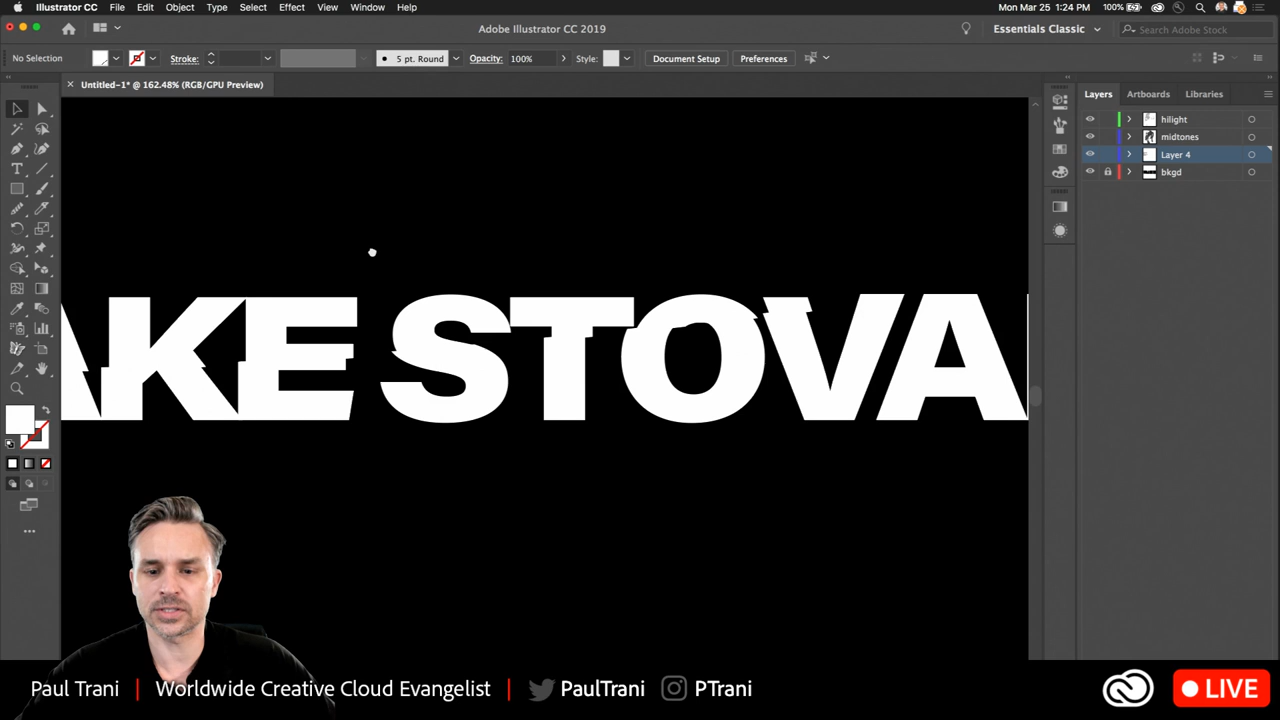 Illustrator CC File Edit Object Type Select Effect View Window Help 100% Mon Mar 25 1:24 PM
Adobe Illustrator CC 2019 Essentials Classic Search Adobe Stock
No Selection Stroke: 5 pt. Round Opacity: 100% Style: Document Setup Preferences
Untitled-1* @ 162.48% (RGB/GPU Preview)
Layers Artboards Libraries
hilight
midtones
Layer 4
bkgd
AKE STOVA
Paul Trani | Worldwide Creative Cloud Evangelist | PaulTrani PTrani LIVE